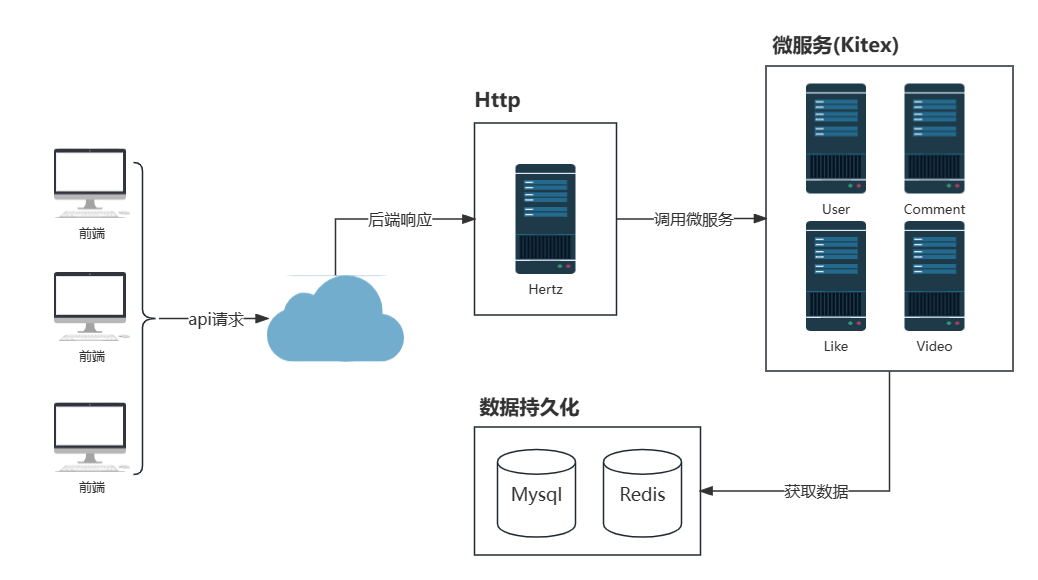 微服务(Kitex)
Http
User
Comment
前端
后端响应
调用微服务
Hertz
api请求
Like
Video
前端
数据持久化
Mysql
Redis
获取数据
前端